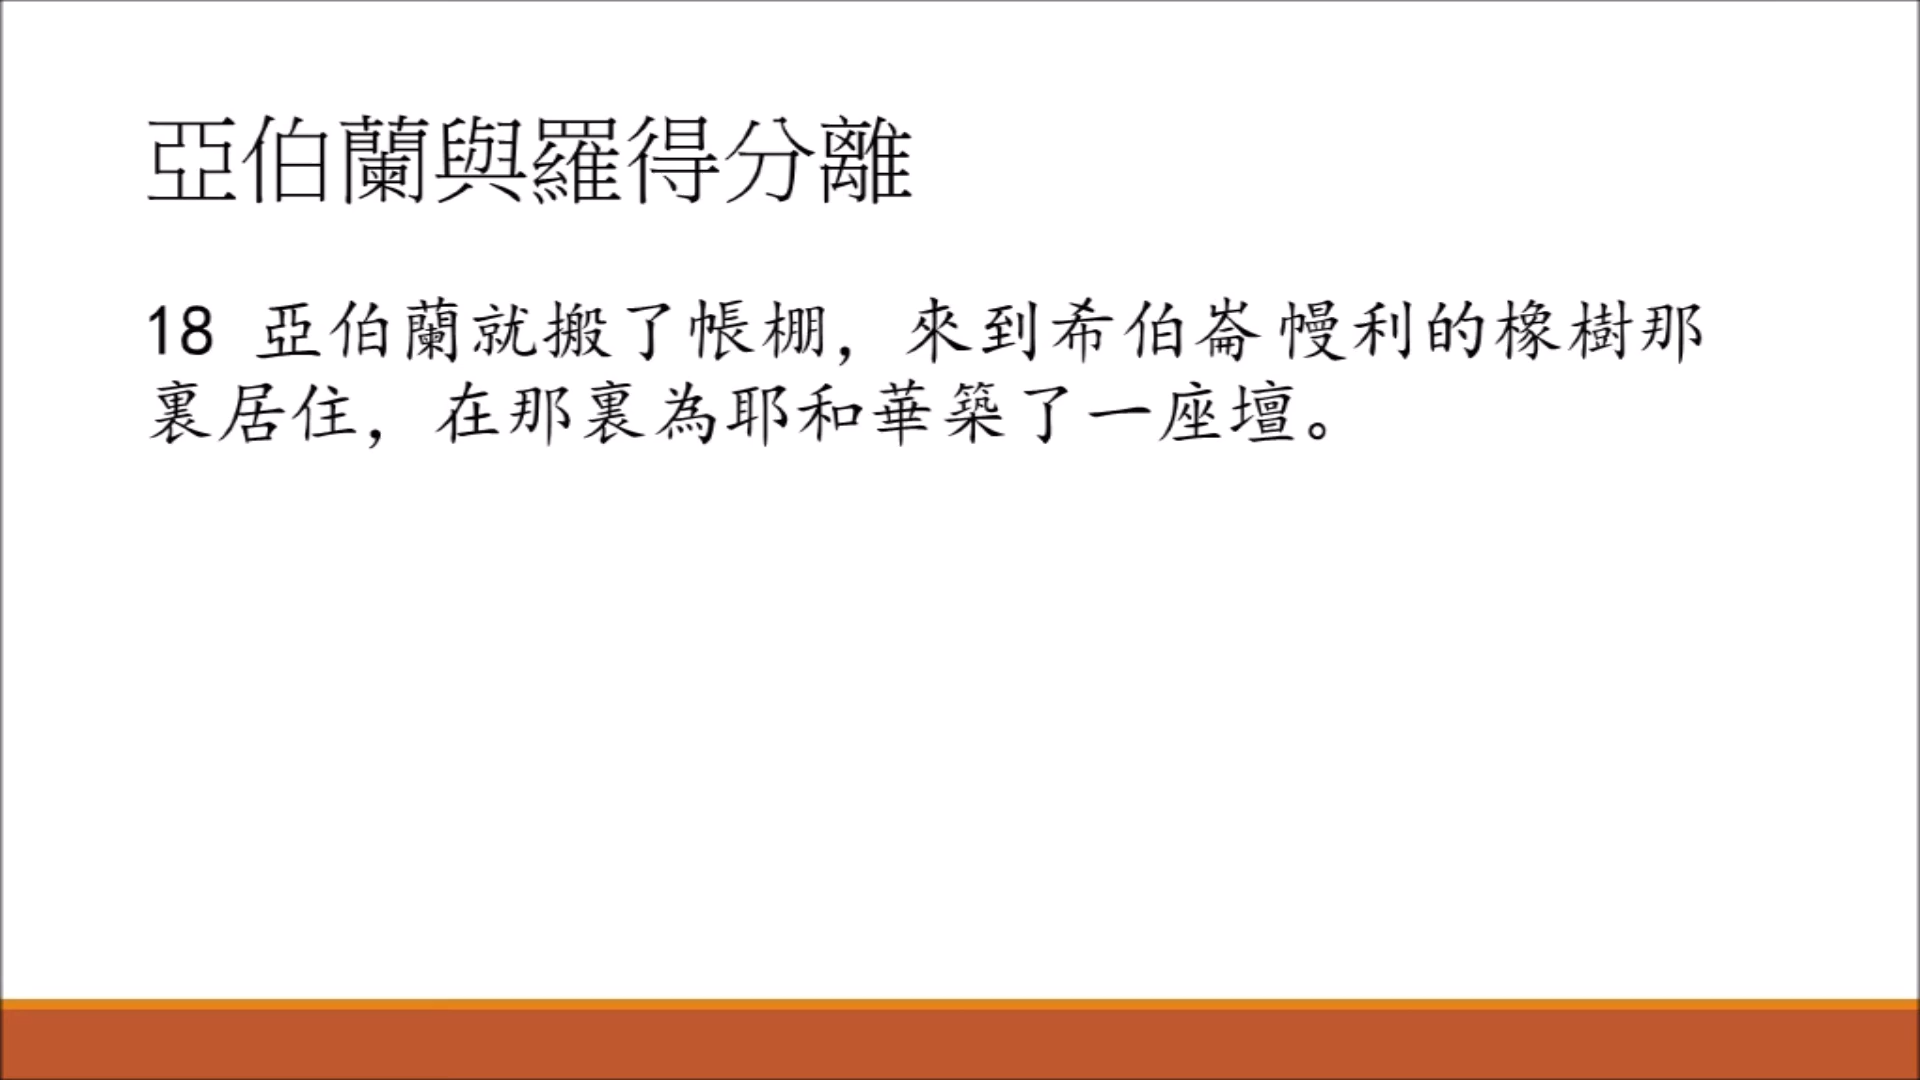 亞伯蘭與羅得分離
18 亞伯蘭就搬了帳棚，來到希伯崙 幔利的橡樹那
裏居住，在那裏為耶和華築了一座壇。